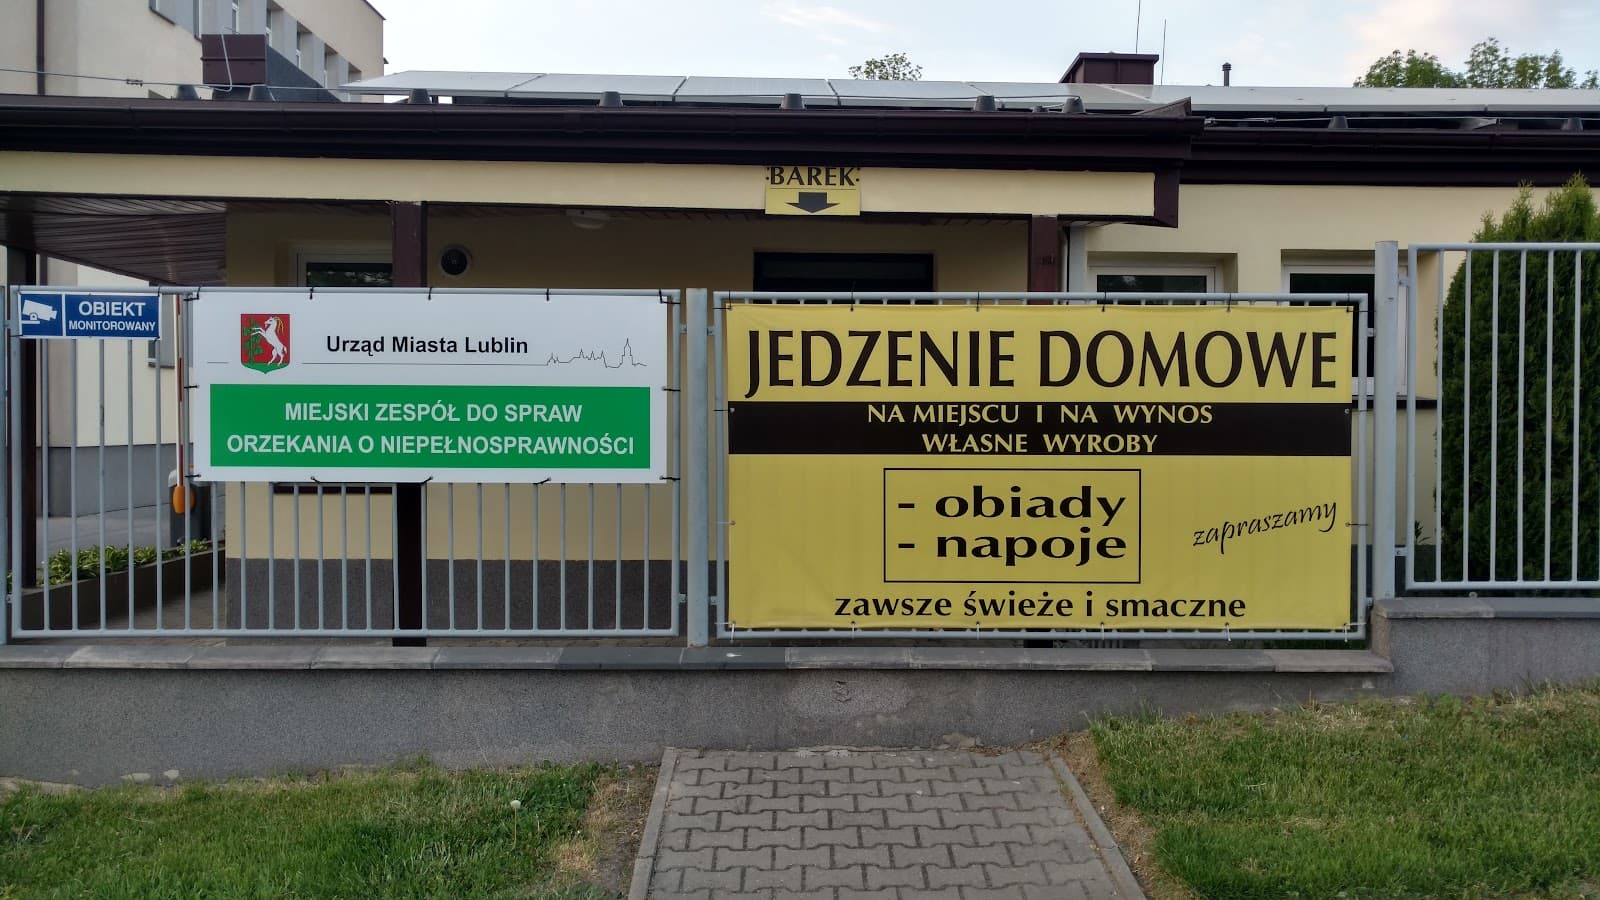 ·BAREK·
OBIEKT
MONITOROWANY
Urząd Miasta Lublin
MIEJSKI ZESPÓŁ DO SPRAW
ORZEKANIA O NIEPEŁNOSPRAWNOŚCI
JEDZENIE DOMOWE
NA MIEJSCU I NA WYNOS
WŁASNE WYROBY
- obiady
- napoje
zapraszamy
zawsze świeże i smaczne